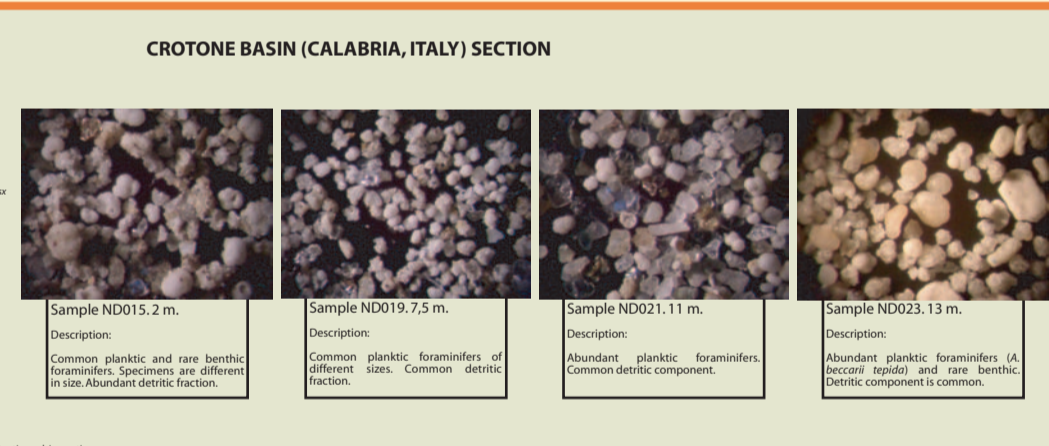 CROTONE BASIN (CALABRIA, ITALY) SECTION
sx
Sample ND015. 2 m.
Description:
Common planktic and rare benthic
foraminifers. Specimens are different
in size. Abundant detritic fraction.
Sample ND019. 7,5 m.
Description:
Common planktic foraminifers of
different sizes. Common detritic
fraction.
Sample ND021. 11 m.
Description:
Abundant planktic foraminifers.
Common detritic component.
Sample ND023. 13 m.
Description:
Abundant planktic foraminifers (A.
beccarii tepida) and rare benthic.
Detritic component is common.